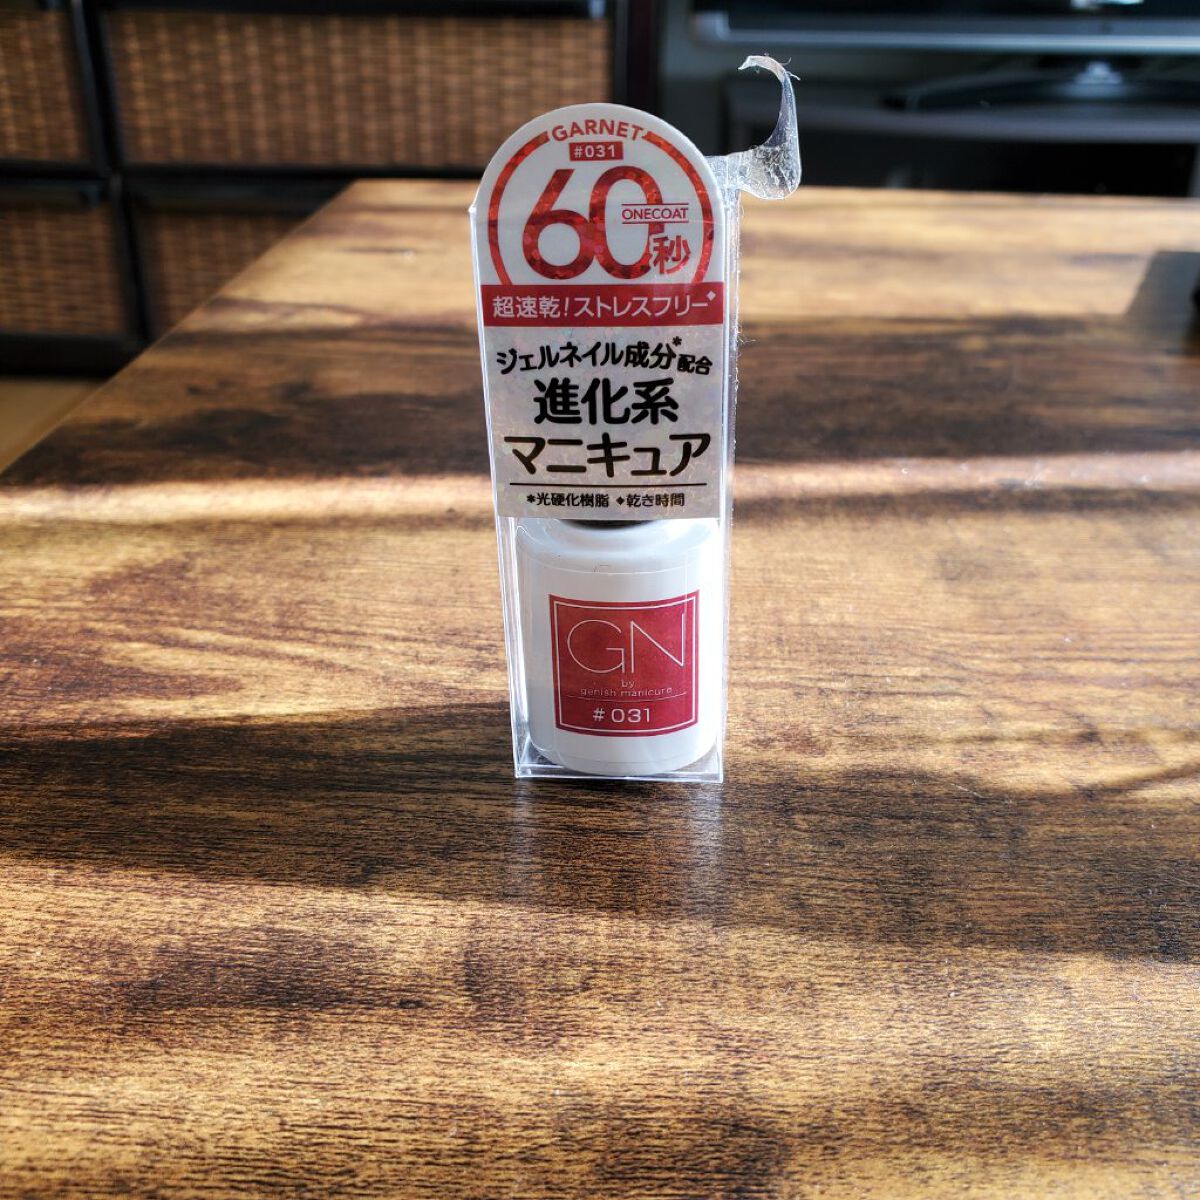 GARNET
#031
60秒
ONECOAT
超速乾!ストレスフリー◆
ジェルネイル成分*配合
進化系
マニキュア
*光硬化樹脂 ◆乾き時間
GN
by
genish manicure
#031